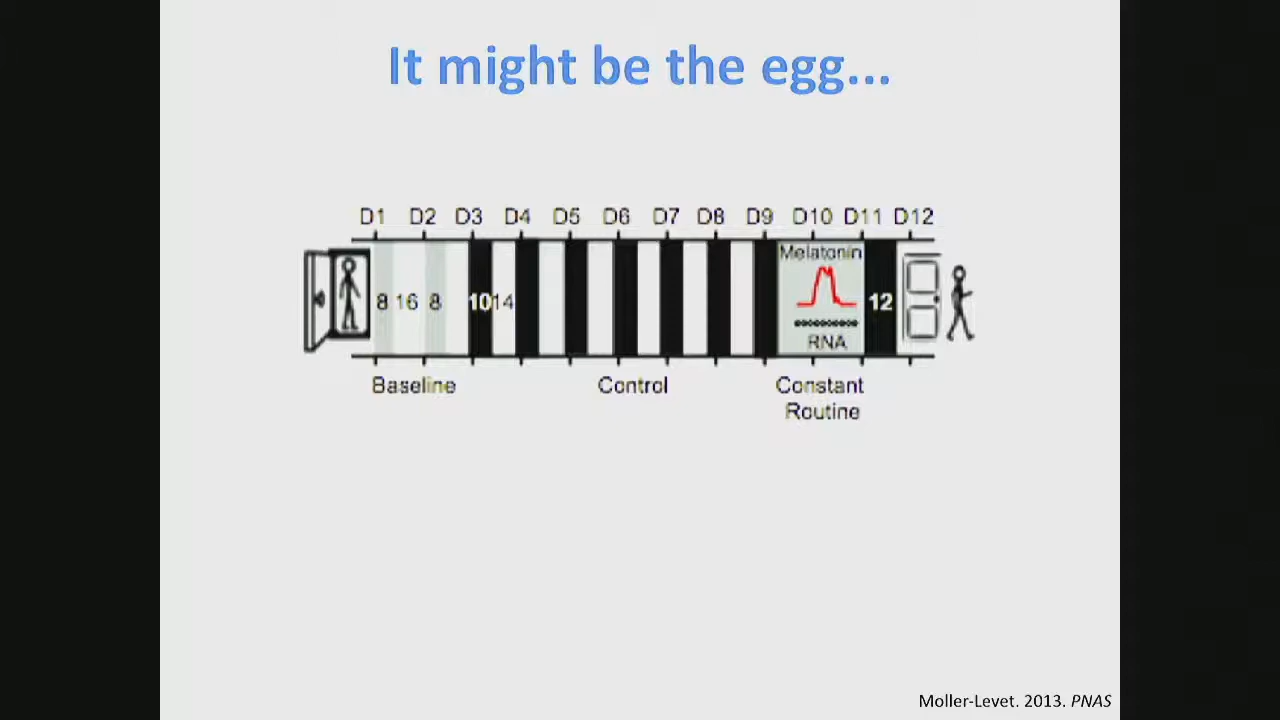 It might be the egg...
D1 D2 D3 D4 D5 D6 D7 D8 D9 D10 D11 D12
Melatonin
8 16 8 10 14 12
RNA
Baseline Control Constant
Routine
Moller-Levet. 2013. PNAS